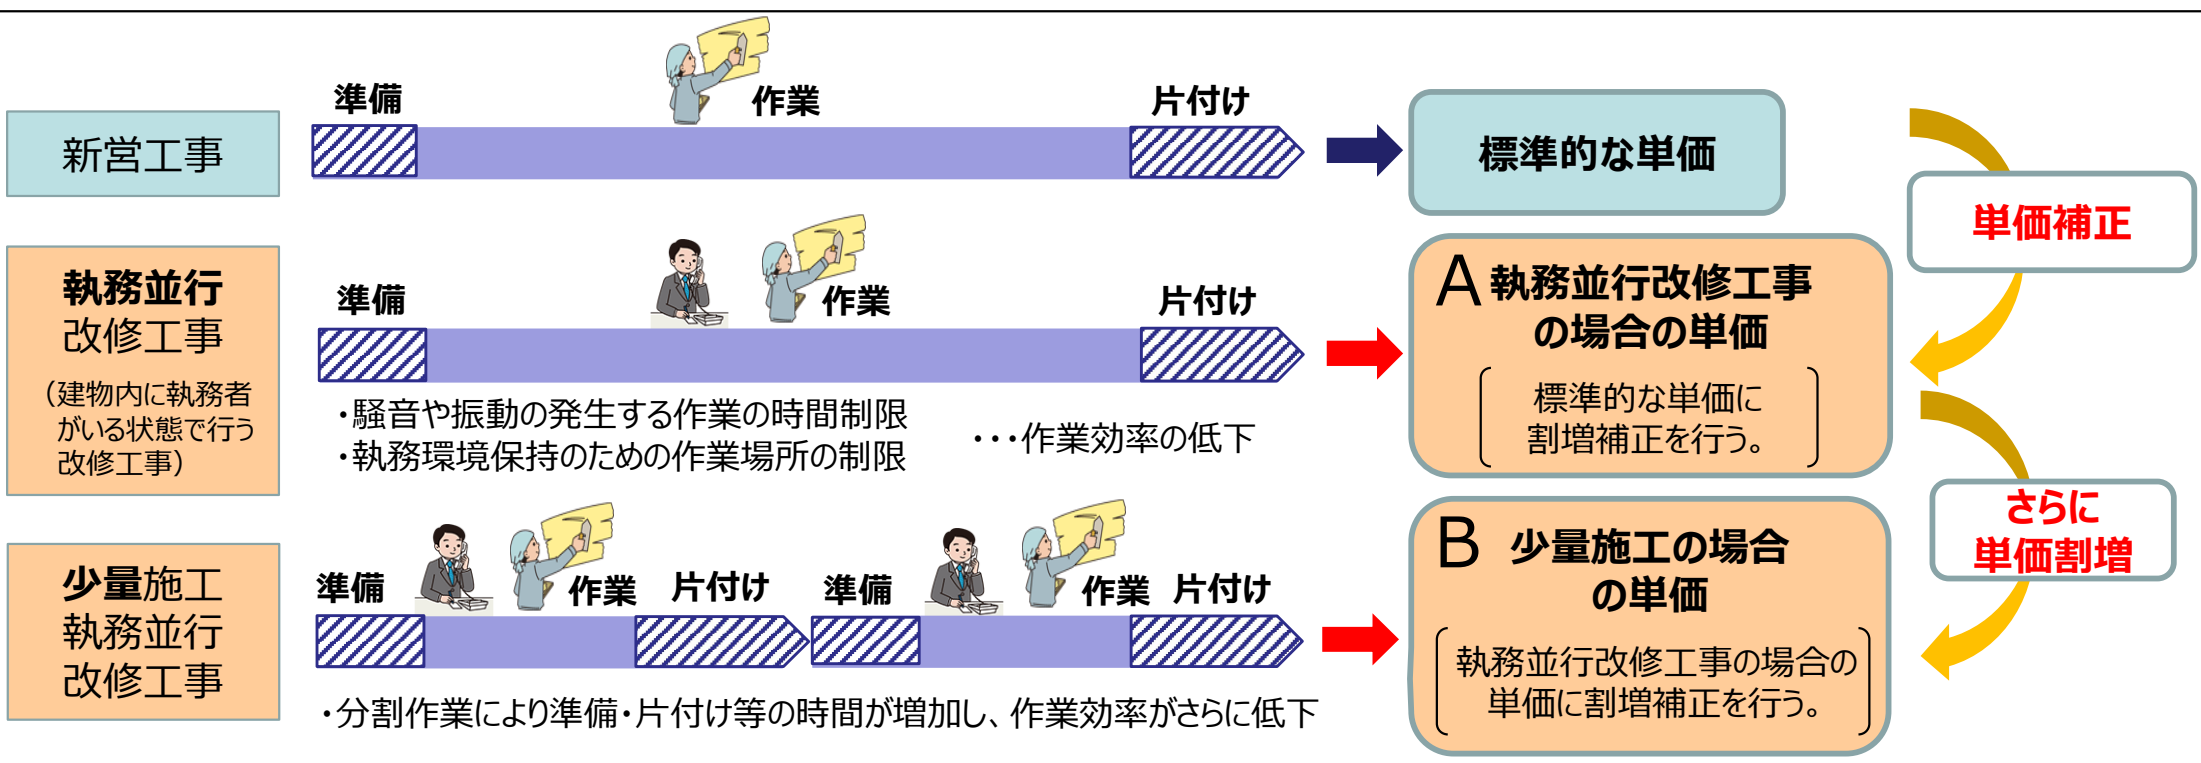 新営工事
準備
作業
片付け
標準的な単価
単価補正
執務並行
改修工事
（建物内に執務者
がいる状態で行う
改修工事）
準備
作業
片付け
・騒音や振動の発生する作業の時間制限
・執務環境保持のための作業場所の制限
・・・作業効率の低下
A 執務並行改修工事
の場合の単価
標準的な単価に
割増補正を行う。
さらに
単価割増
少量施工
執務並行
改修工事
準備
作業
片付け
準備
作業
片付け
・分割作業により準備・片付け等の時間が増加し、作業効率がさらに低下
B 少量施工の場合
の単価
執務並行改修工事の場合の
単価に割増補正を行う。